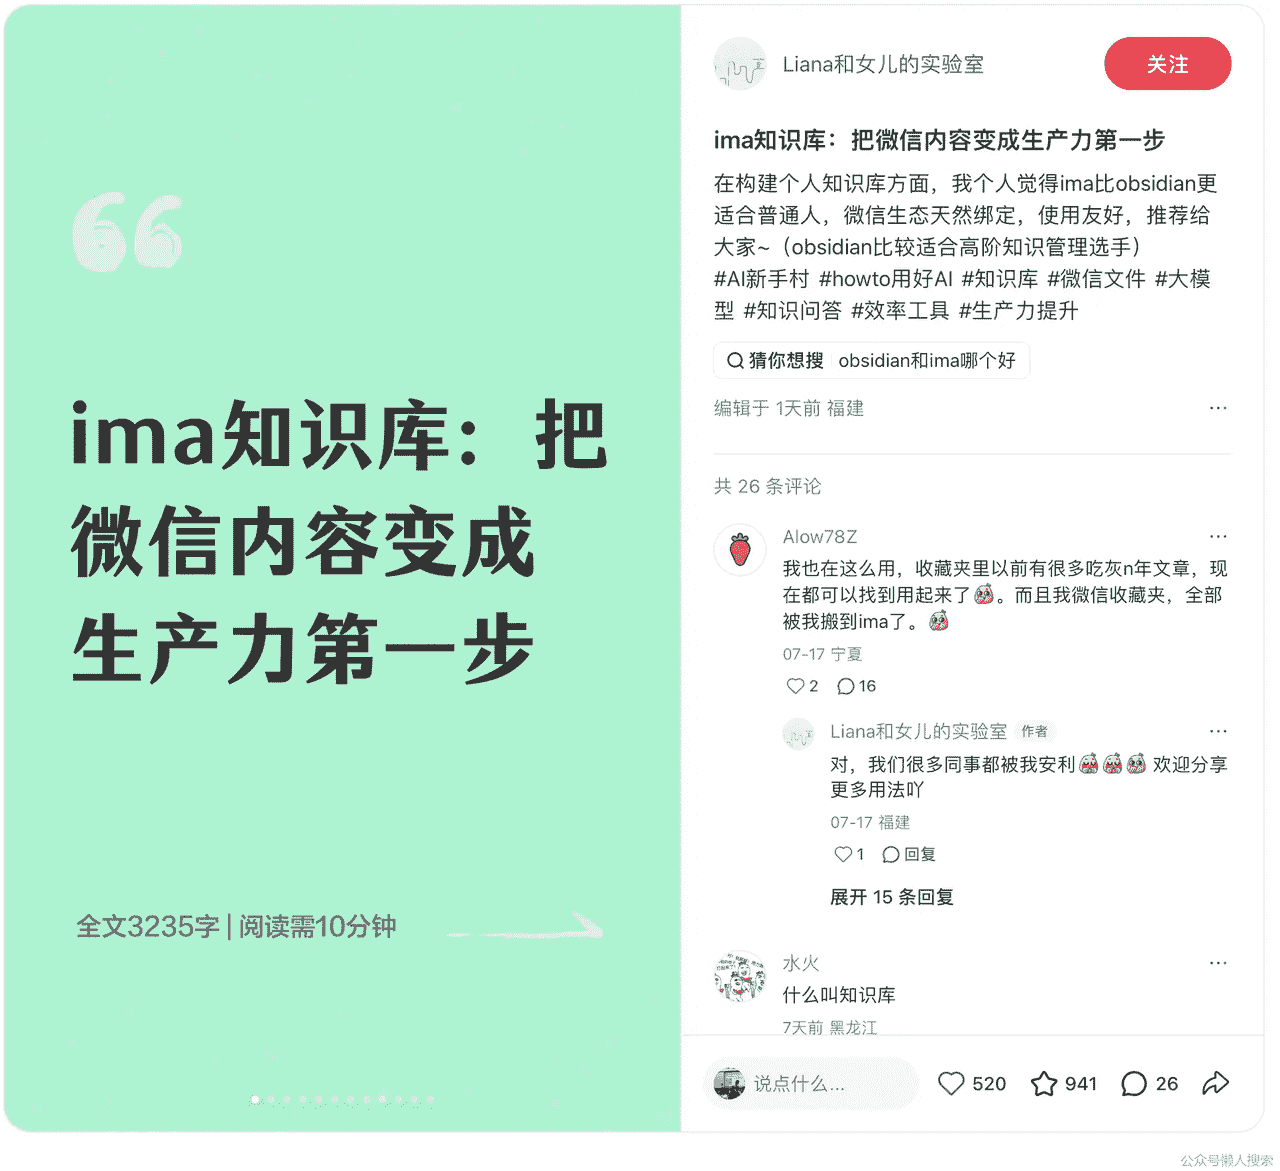 ima知识库：把
微信内容变成
生产力第一步
全文3235字 | 阅读需10分钟
Liana和女儿的实验室
关注
ima知识库：把微信内容变成生产力第一步
在构建个人知识库方面，我个人觉得ima比obsidian更
适合普通人，微信生态天然绑定，使用友好，推荐给
大家~（obsidian比较适合高阶知识管理选手）
#AI新手村 #howto用好AI #知识库 #微信文件 #大模
型 #知识问答 #效率工具 #生产力提升
猜你想搜 obsidian和ima哪个好
编辑于 1天前 福建
共 26 条评论
Alow78Z
我也在这么用，收藏夹里以前有很多吃灰n年文章，现
在都可以找到用起来了。而且我微信收藏夹，全部
被我搬到ima了。
07-17 宁夏
2 16
Liana和女儿的实验室 作者
对，我们很多同事都被我安利 欢迎分享
更多用法吖
07-17 福建
1 回复
展开 15 条回复
水火
什么叫知识库
7天前 黑龙江
说点什么... 520 941 26
公众号懒人搜索